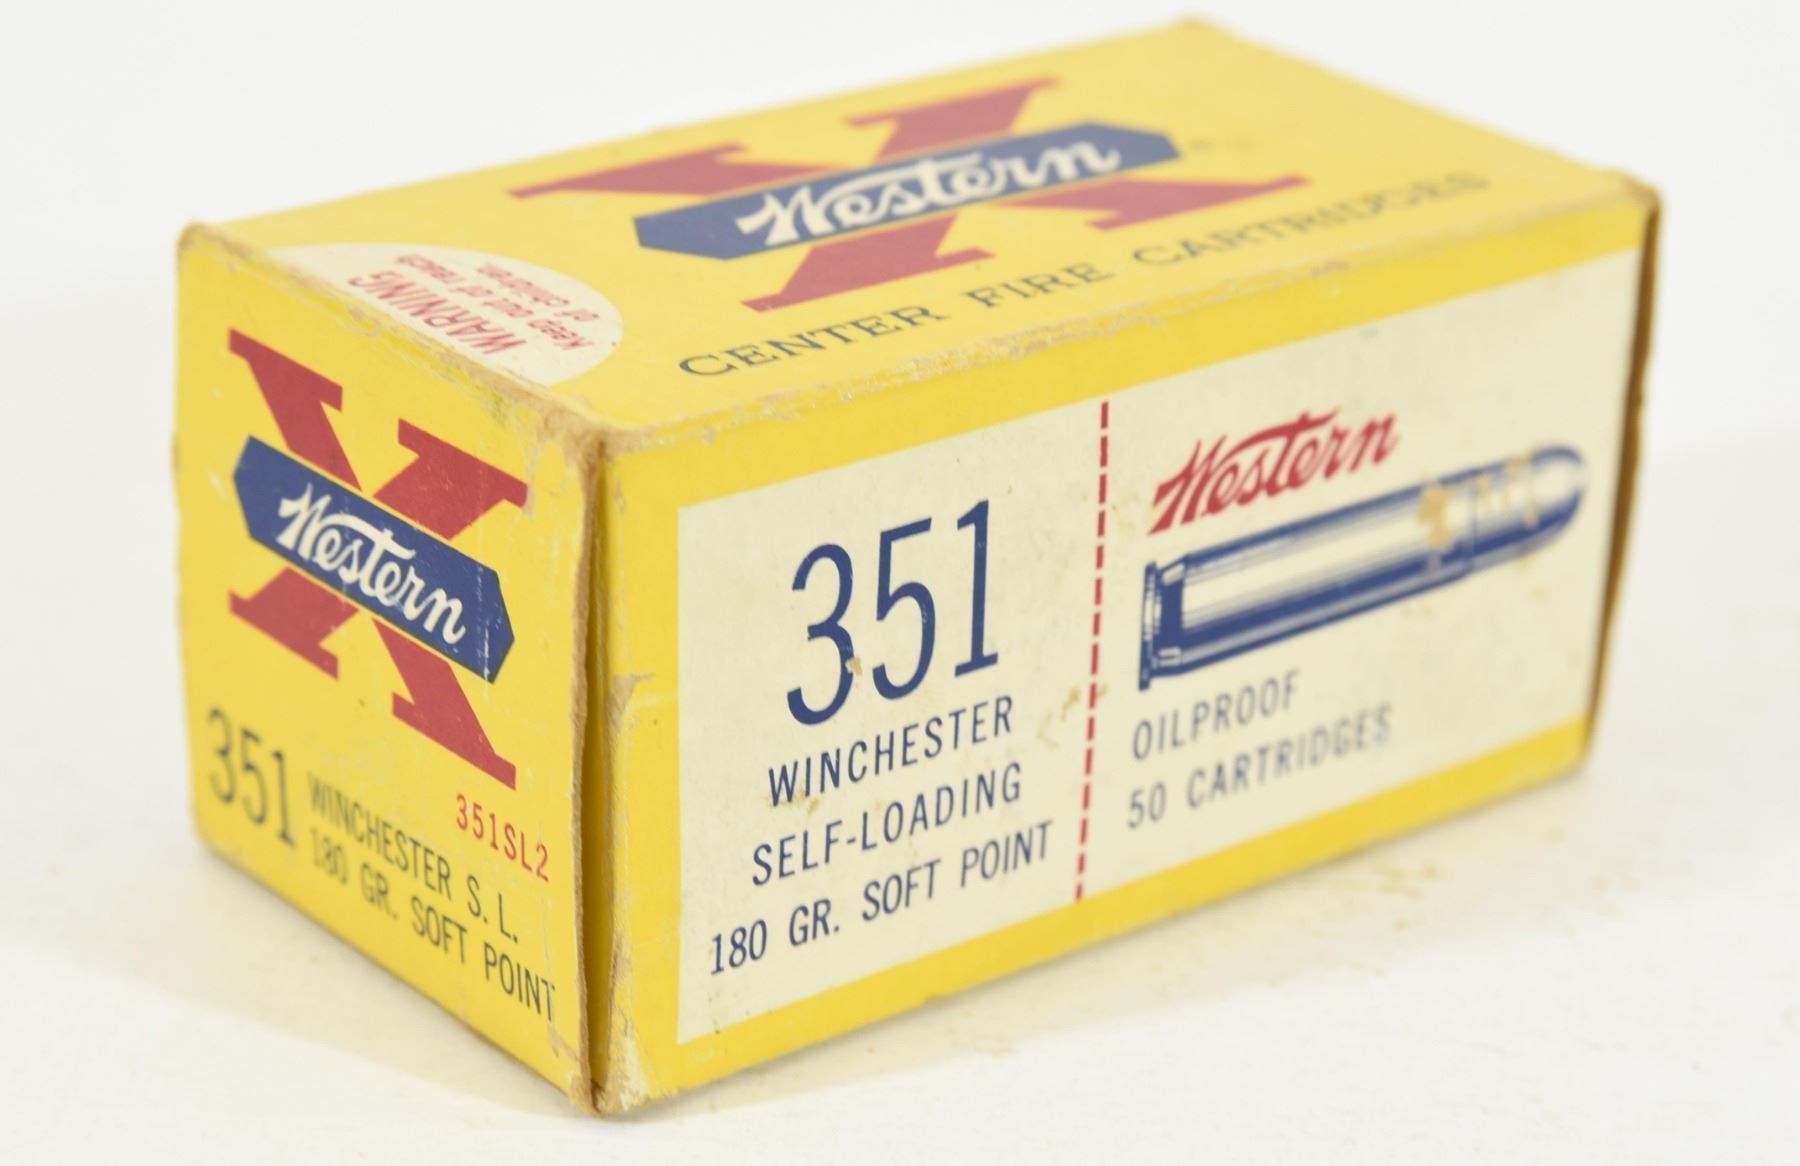 Western
CENTER FIRE CARTRIDGES
WARNING
Keep out of reach
of children.
Western
351SL2
351 WINCHESTER S. L.
180 GR. SOFT POINT
351
WINCHESTER
SELF-LOADING
180 GR. SOFT POINT
Western
OILPROOF
50 CARTRIDGES